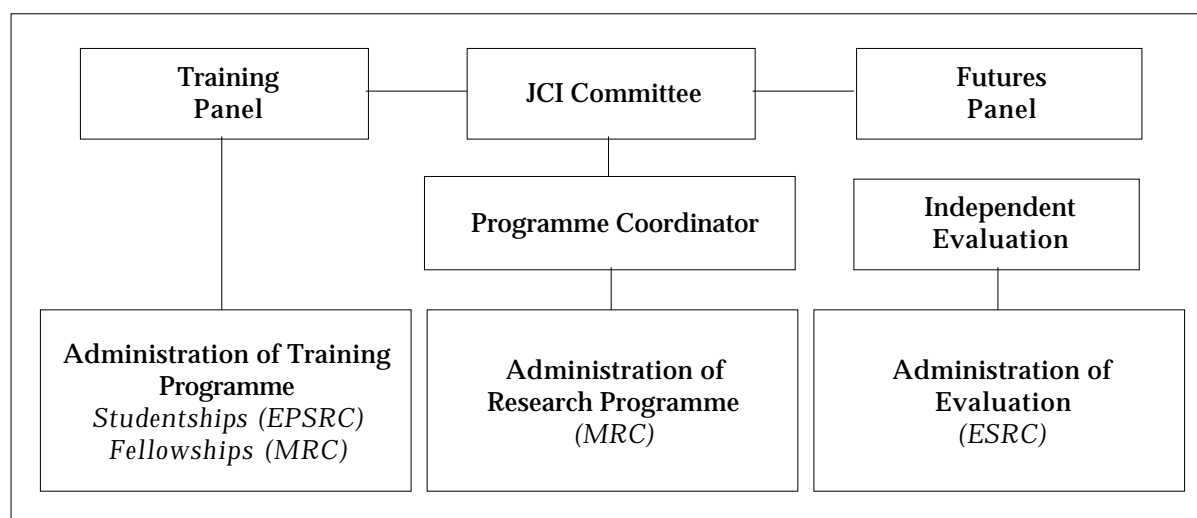 Training
Panel
JCI Committee
Futures
Panel
Programme Coordinator
Independent
Evaluation
Administration of Training
Programme
Studentships (EPSRC)
Fellowships (MRC)
Administration of
Research Programme
(MRC)
Administration of
Evaluation
(ESRC)